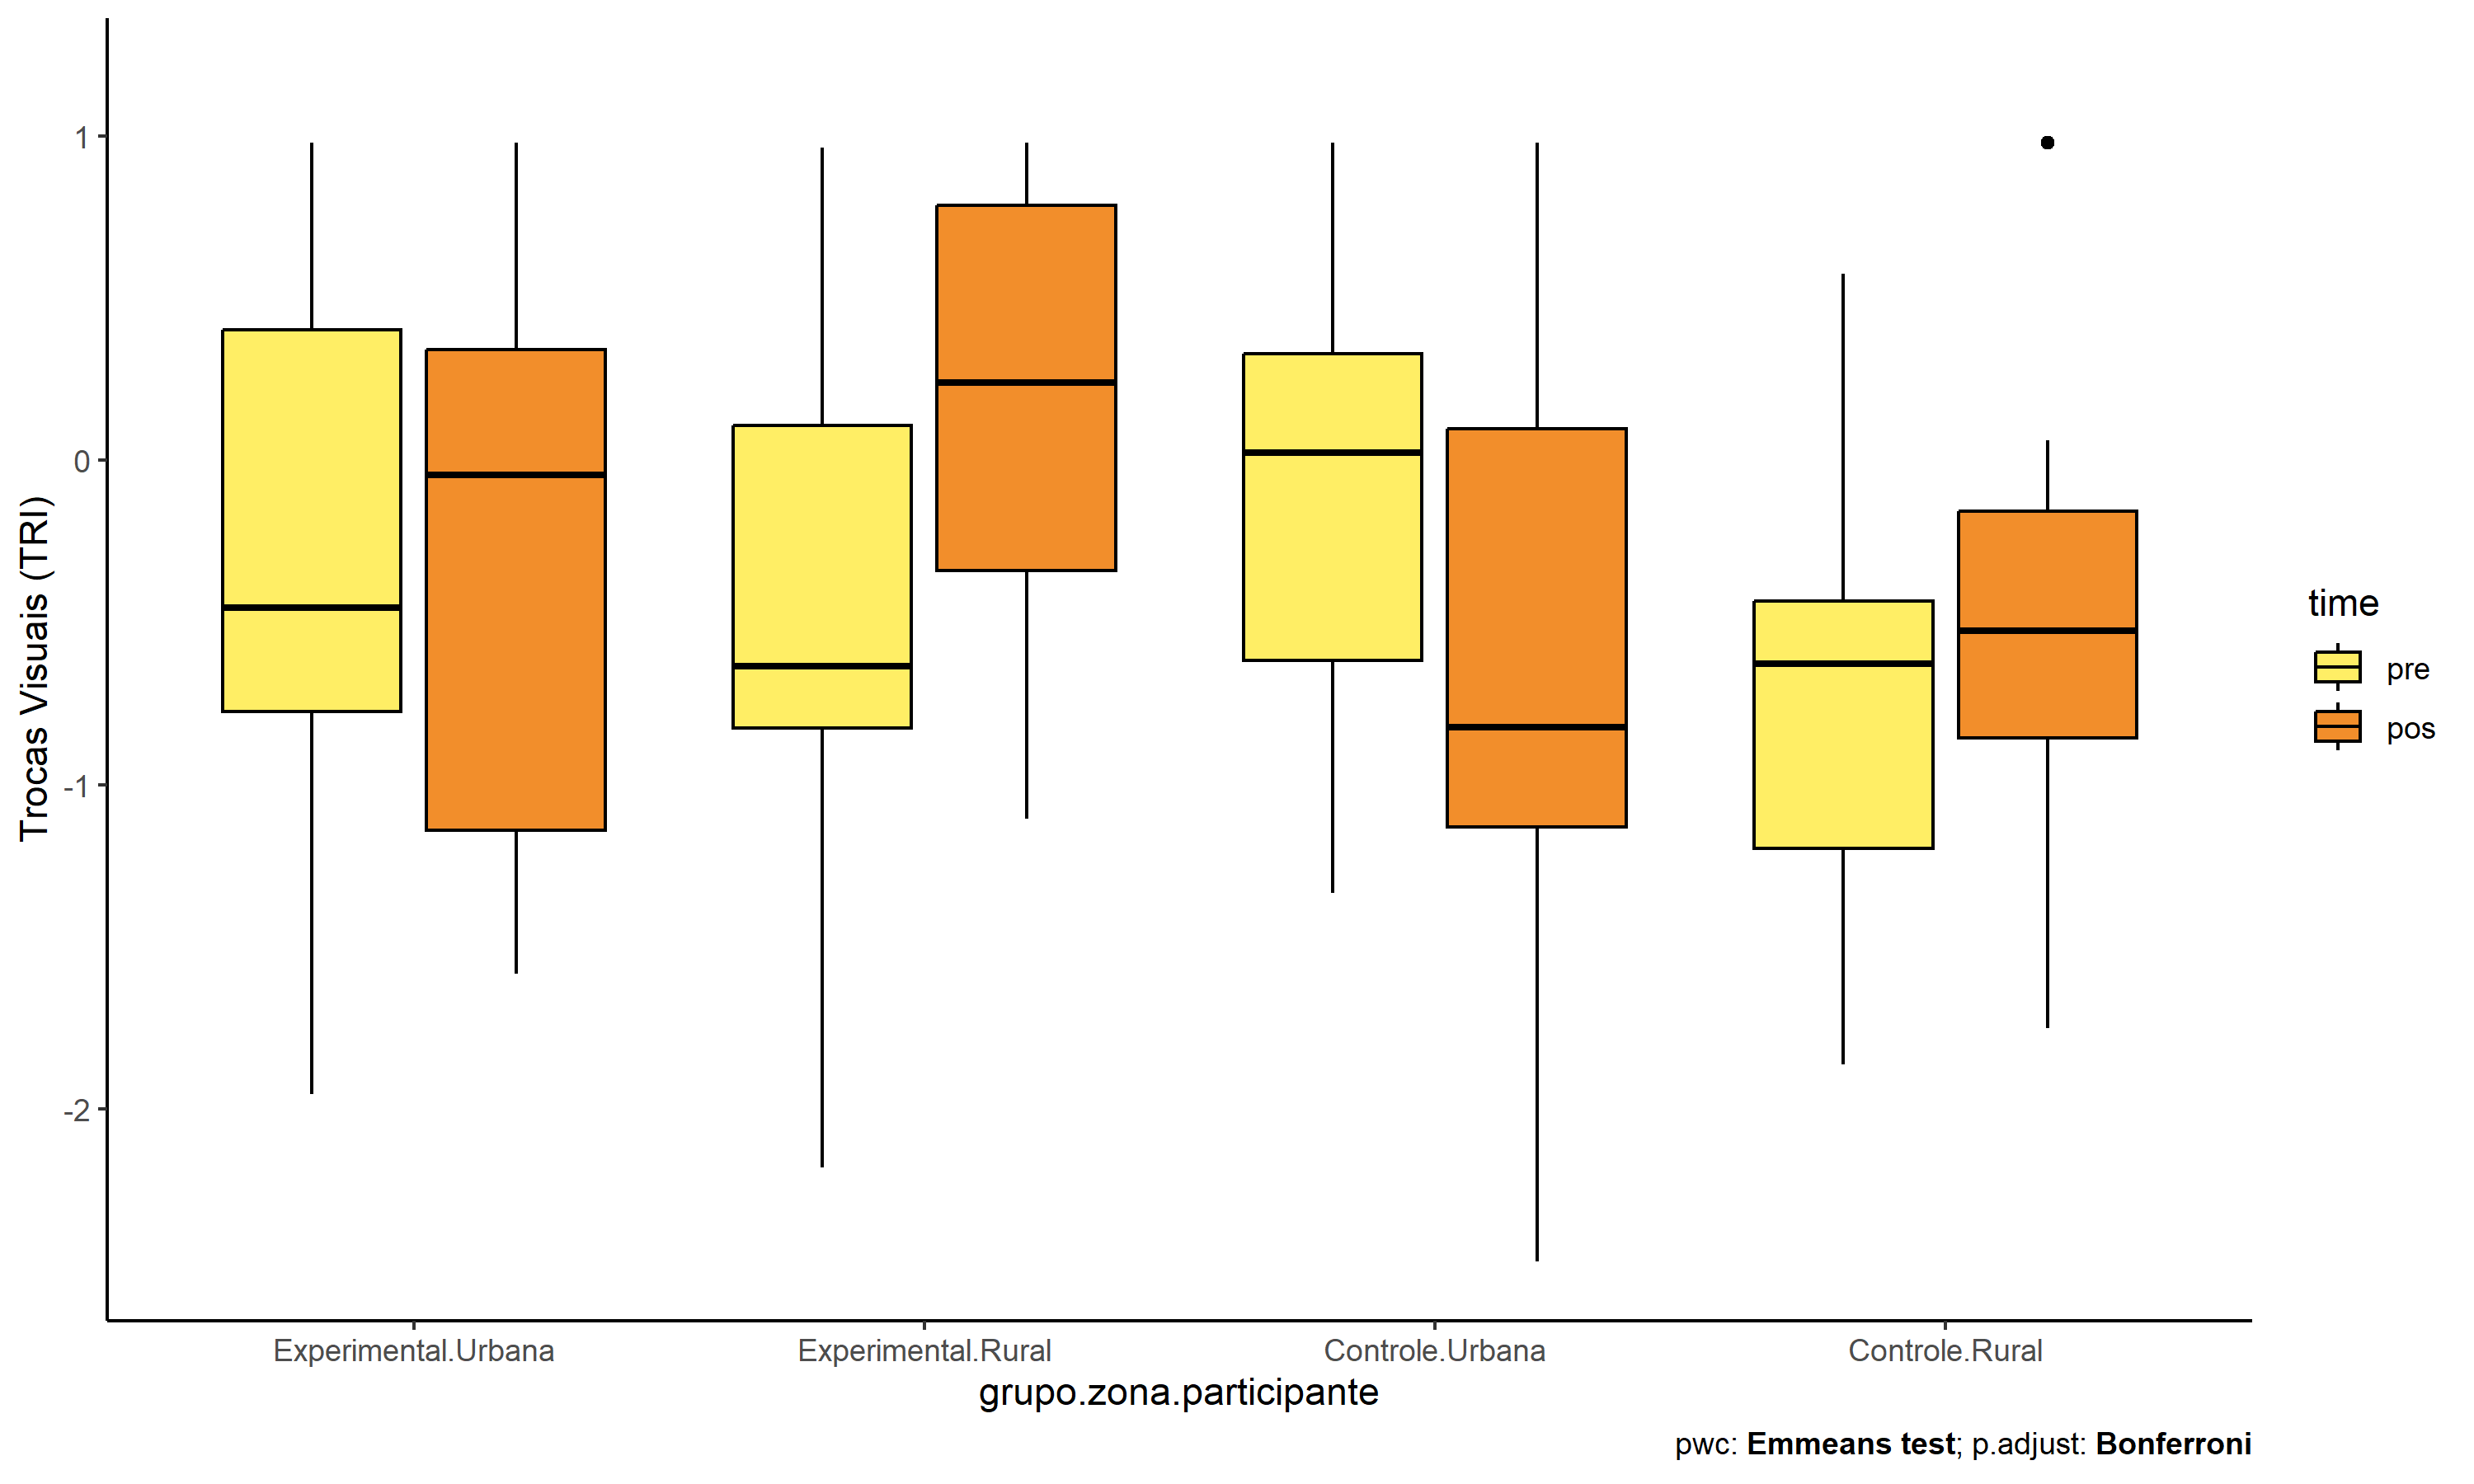 Trocas Visuais (TRI)
1
0
-1
-2
Experimental.Urbana
Experimental.Rural
Controle.Urbana
Controle.Rural
grupo.zona.participante
time
pre
pos
pwc: Emmeans test; p.adjust: Bonferroni